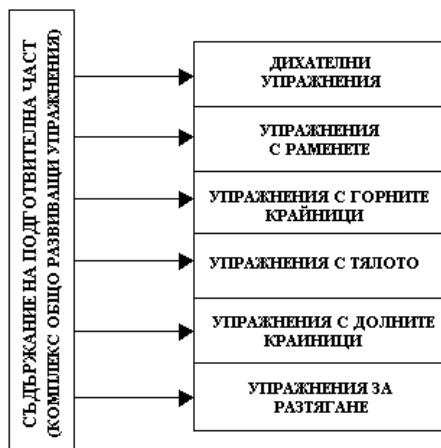 СЪДЪРЖАНИЕ НА ПОДГОТВИТЕЛНА ЧАСТ
(КОМПЛЕКС ОБЩО РАЗВИВАЩИ УПРАЖНЕНИЯ)
ДИХАТЕЛНИ
УПРАЖНЕНИЯ
УПРАЖНЕНИЯ
С РАМЕНЕТЕ
УПРАЖНЕНИЯ С ГОРНИТЕ
КРАЙНИЦИ
УПРАЖНЕНИЯ С ТЯЛОТО
УПРАЖНЕНИЯ С ДОЛНИТЕ
КРАИНИЦИ
УПРАЖНЕНИЯ ЗА
РАЗТЯГАНЕ